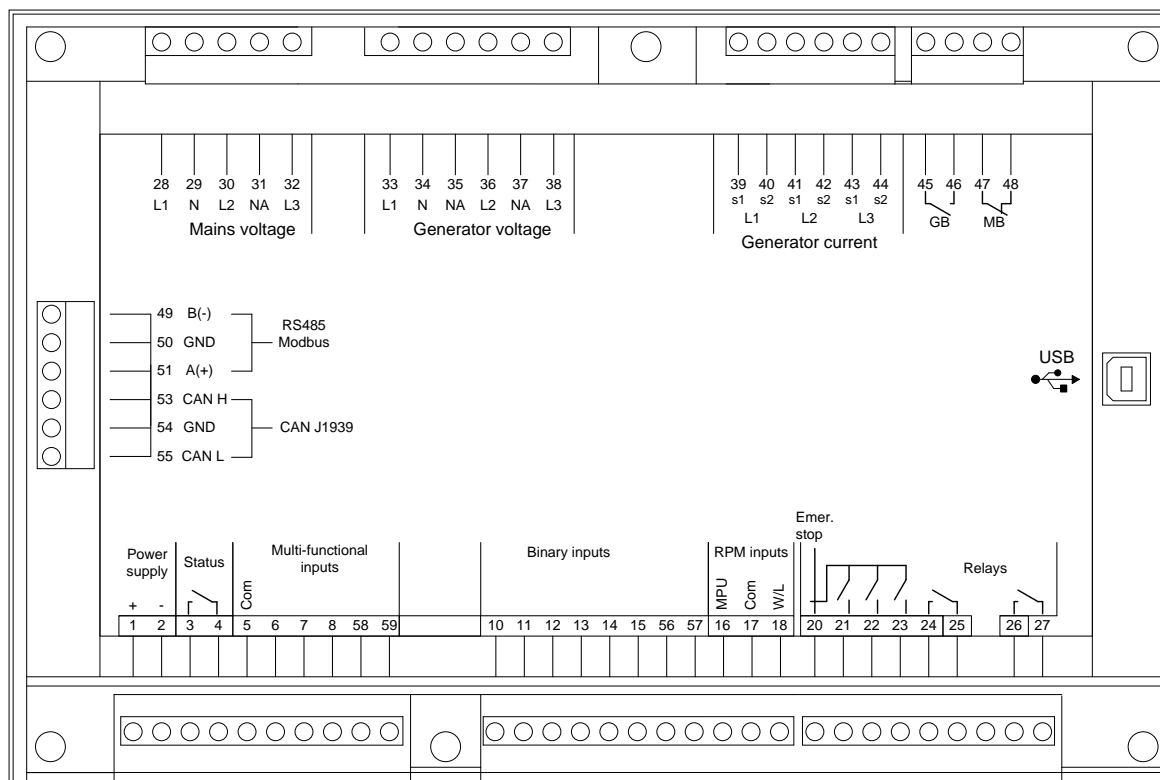 28 29 30 31 32 33 34 35 36 37 38 39 40 41 42 43 44 45 46 47 48
s1 s2 s1 s2 s1 s2
L1 N L2 NA L3 L1 N NA L2 NA L3
L1 L2 L3 GB MB
Mains voltage Generator voltage
Generator current
49 B(-)
50 GND
51 A(+)
RS485
Modbus
53 CAN H
54 GND
55 CAN L
CAN J1939
USB
Power
supply
Status
Multi-functional
inputs
Binary inputs
RPM inputs
Emer.
stop
Relays
+ - Com MPU Com W/L
1 2 3 4 5 6 7 8 58 59 10 11 12 13 14 15 56 57 16 17 18 20 21 22 23 24 25 26 27